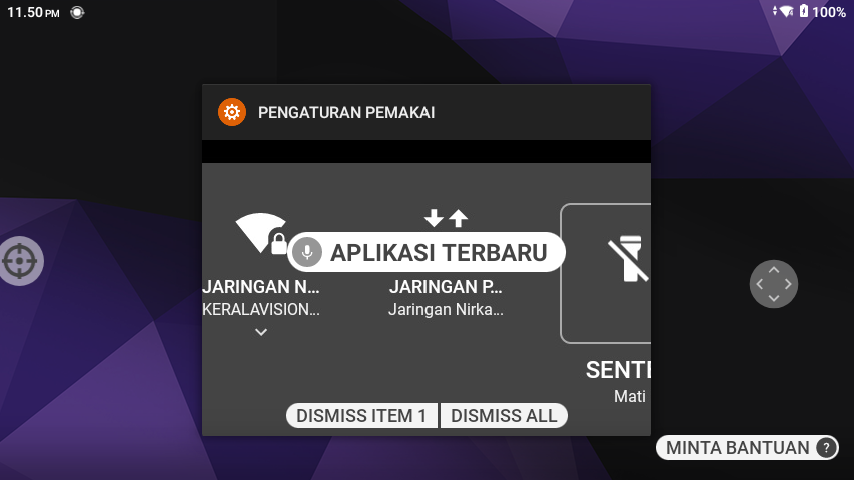 11.50 PM
100%
PENGATURAN PEMAKAI
APLIKASI TERBARU
JARINGAN N...
KERALAVISION...
JARINGAN P...
Jaringan Nirka...
SENTE
Mati
DISMISS ITEM 1
DISMISS ALL
MINTA BANTUAN ?